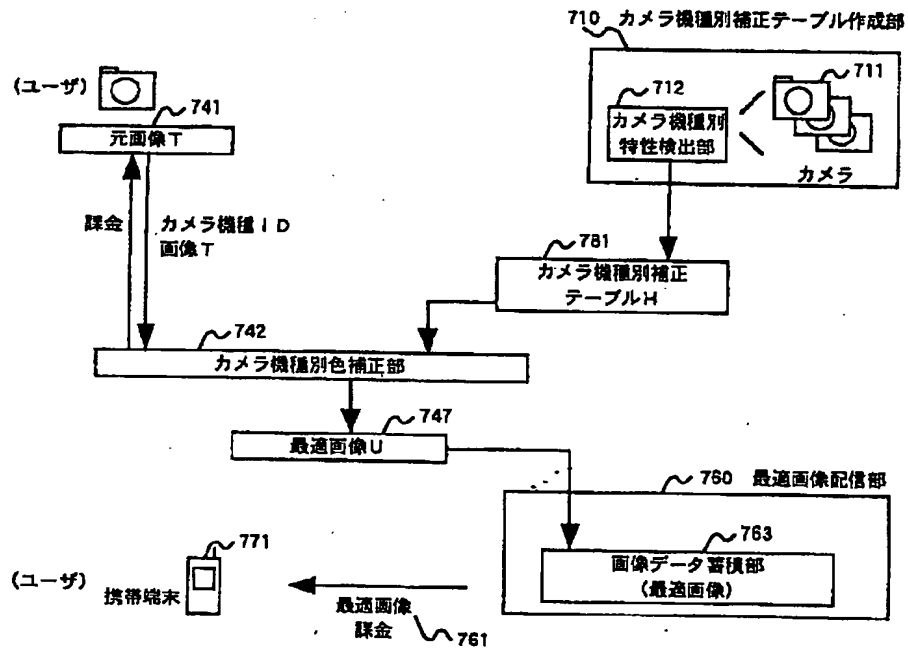 710 カメラ機種別補正テーブル作成部
(ユーザ)
711
712
741
カメラ機種別
特性検出部
元画像T
カメラ
課金
カメラ機種ID
画像T
781
カメラ機種別補正
テーブルH
742
カメラ機種別色補正部
747
最適画像U
760 最適画像配信部
763
771
画像データ蓄積部
(最適画像)
(ユーザ)
携帯端末
最適画像
課金
761